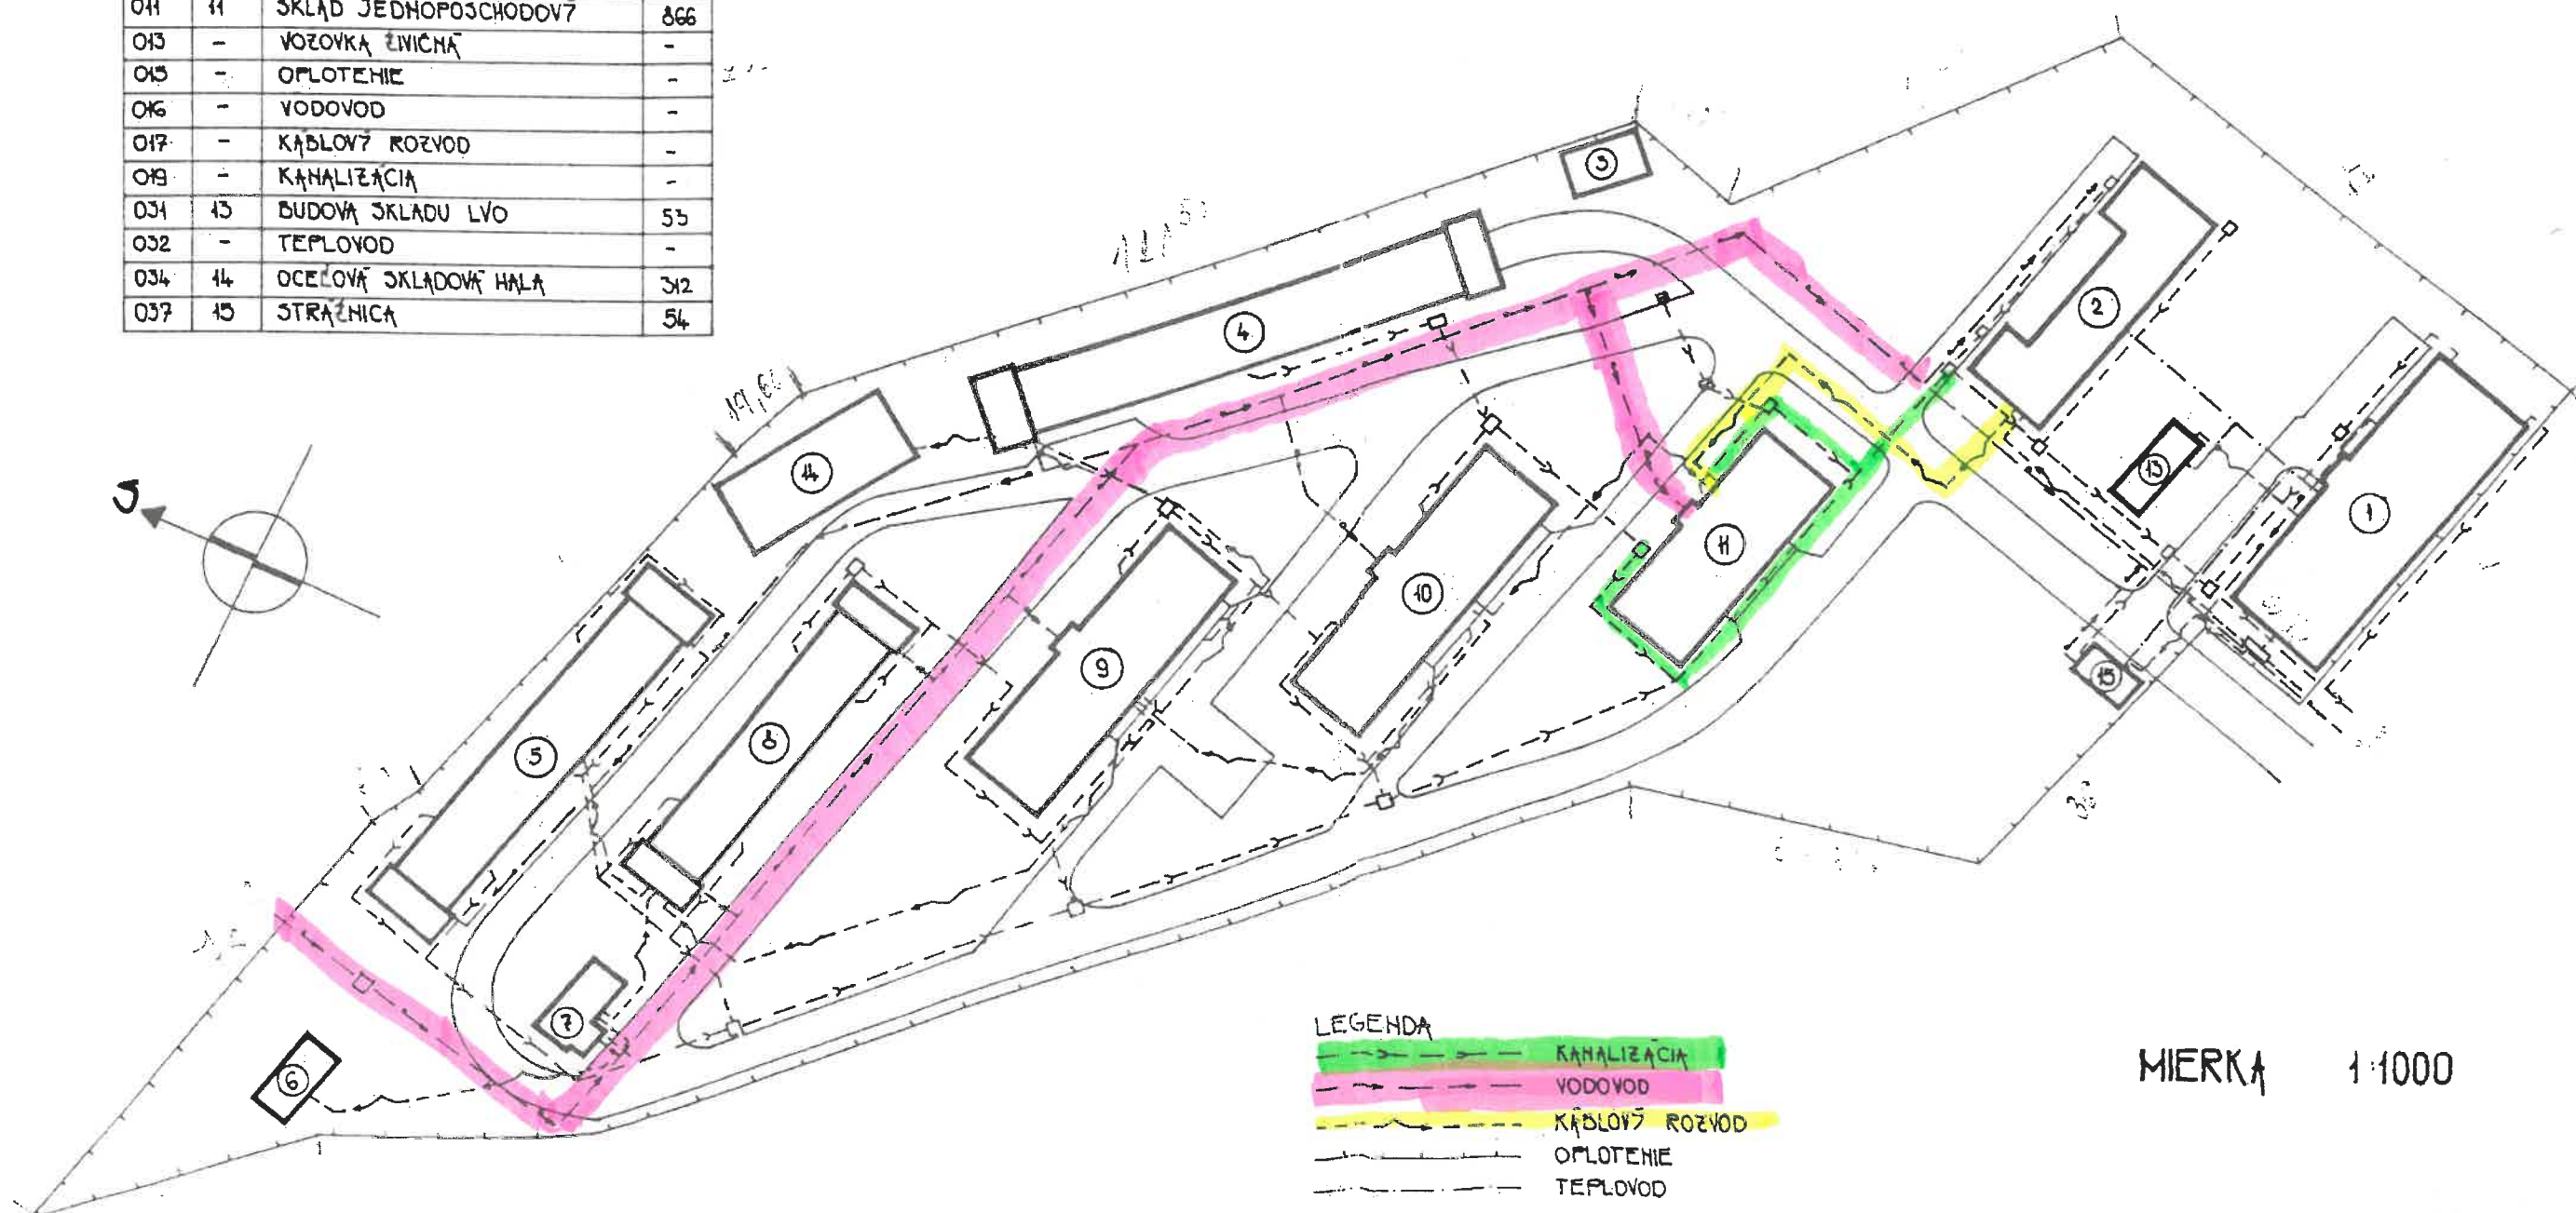 011 11 SKLAD JEDNOPOSCHODOVÝ 866
013 - VOZOVKA ŽIVIČNÁ -
015 - OPLOTENIE -
016 - VODOVOD -
017 - KÁBLOVÝ ROZVOD -
019 - KANALIZÁCIA -
031 13 BUDOVA SKLADU LVO 53
032 - TEPLOVOD -
034 14 OCEĽOVÁ SKLADOVÁ HALA 312
037 15 STRÁŽNICA 54
3
2
4
14
13
1
11
10
S
9
15
5
8
7
6
LEGENDA
KANALIZÁCIA
VODOVOD
KÁBLOVÝ ROZVOD
OPLOTENIE
TEPLOVOD
MIERKA 1:1000